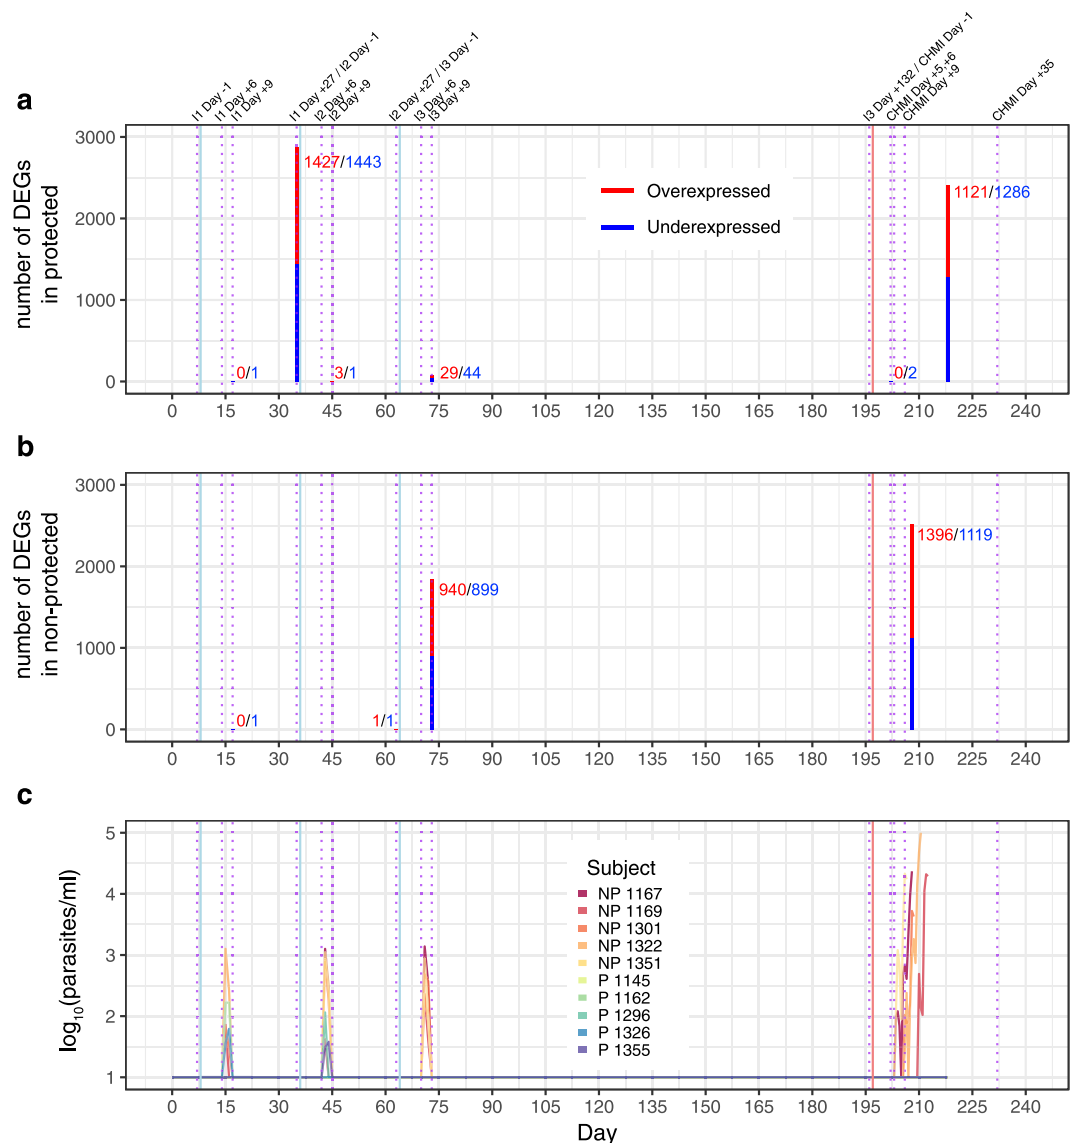 I1 Day -1
I1 Day +6
I1 Day +9
I1 Day +27 / I2 Day -1
I2 Day +6
I2 Day +9
I2 Day +27 / I3 Day -1
I3 Day +6
I3 Day +9
I3 Day +132 / CHMI Day -1
CHMI Day +5,+6
CHMI Day +9
CHMI Day +35
a
number of DEGs
in protected
3000
2000
1000
0
0/1
1427/1443
3/1
29/44
0/2
1121/1286
Overexpressed
Underexpressed
0 15 30 45 60 75 90 105 120 135 150 165 180 195 210 225 240
b
number of DEGs
in non-protected
3000
2000
1000
0
0/1
1/1
940/899
1396/1119
0 15 30 45 60 75 90 105 120 135 150 165 180 195 210 225 240
c
log10(parasites/ml)
5
4
3
2
1
Subject
NP 1167
NP 1169
NP 1301
NP 1322
NP 1351
P 1145
P 1162
P 1296
P 1326
P 1355
0 15 30 45 60 75 90 105 120 135 150 165 180 195 210 225 240
Day